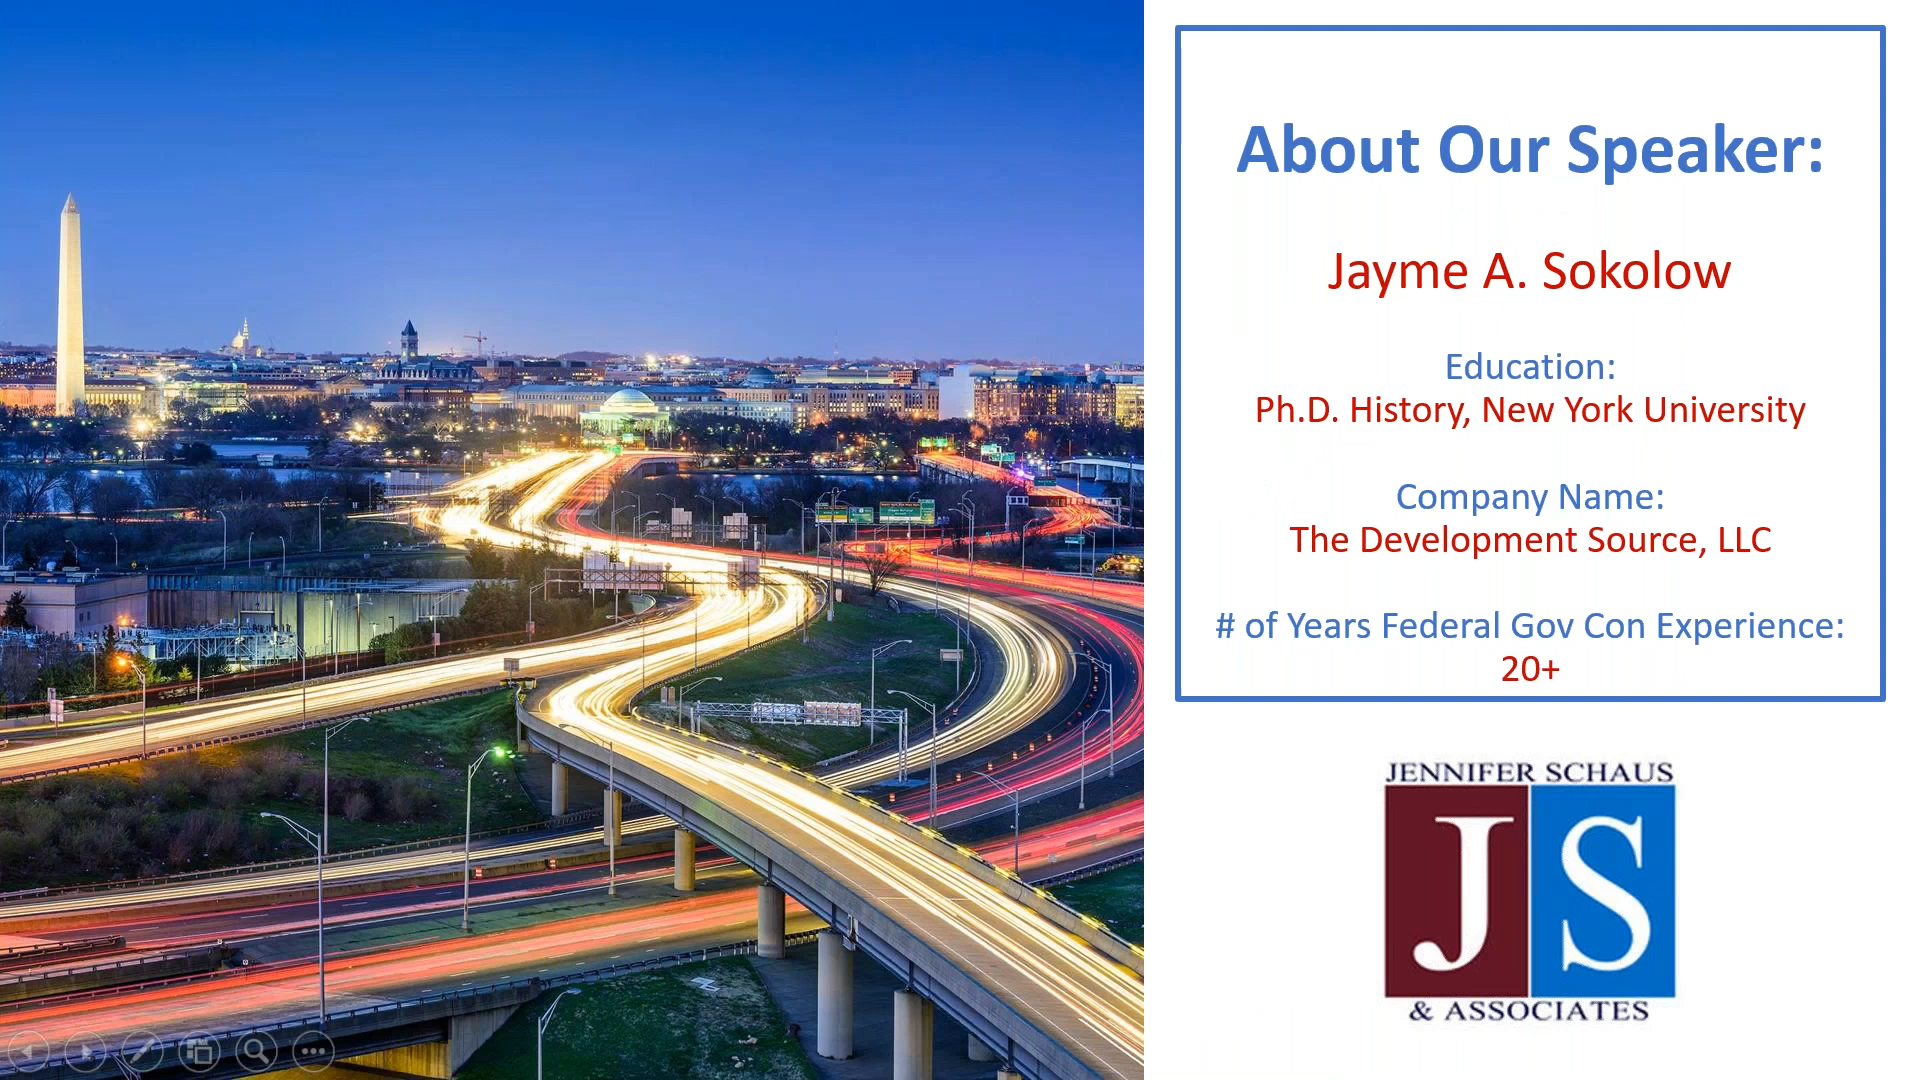 About Our Speaker:
Jayme A. Sokolow
Education:
Ph.D. History, New York University
Company Name:
The Development Source, LLC
# of Years Federal Gov Con Experience:
20+
JENNIFER SCHAUS
JS
& ASSOCIATES